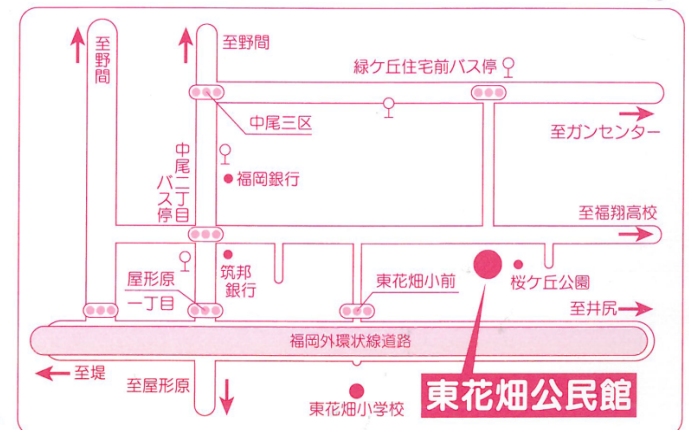 至野間
至野間
緑ケ丘住宅前バス停
中尾三区
至ガンセンター
中尾二丁目
バス停
福岡銀行
至福翔高校
筑邦
銀行
屋形原
一丁目
東花畑小前
桜ケ丘公園
至井尻
福岡外環状線道路
至堤
至屋形原
東花畑小学校
東花畑公民館